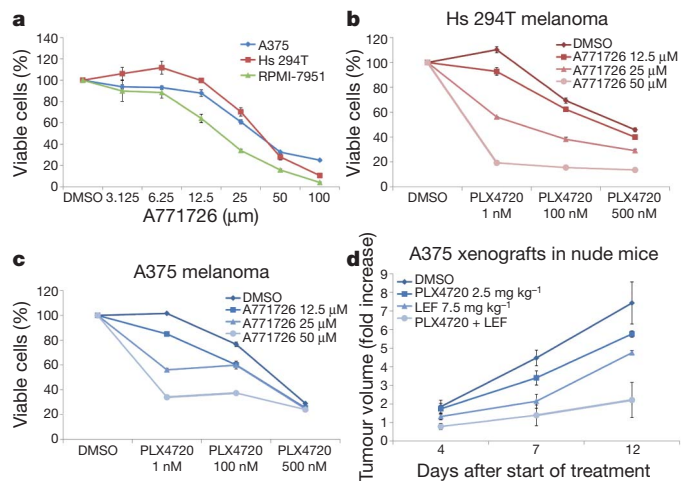 a
Viable cells (%)
140
120
100
80
60
40
20
0
A375
Hs 294T
RPMI-7951
DMSO 3.125 6.25 12.5 25 50 100
A771726 (μm)
b
Hs 294T melanoma
Viable cells (%)
120
100
80
60
40
20
0
DMSO
A771726 12.5 μM
A771726 25 μM
A771726 50 μM
DMSO PLX4720 PLX4720 PLX4720
1 nM 100 nM 500 nM
c
A375 melanoma
Viable cells (%)
120
100
80
60
40
20
0
DMSO
A771726 12.5 μM
A771726 25 μM
A771726 50 μM
DMSO PLX4720 PLX4720 PLX4720
1 nM 100 nM 500 nM
d
A375 xenografts in nude mice
Tumour volume (fold increase)
9
8
7
6
5
4
3
2
1
0
DMSO
PLX4720 2.5 mg kg⁻¹
LEF 7.5 mg kg⁻¹
PLX4720 + LEF
4 7 12
Days after start of treatment